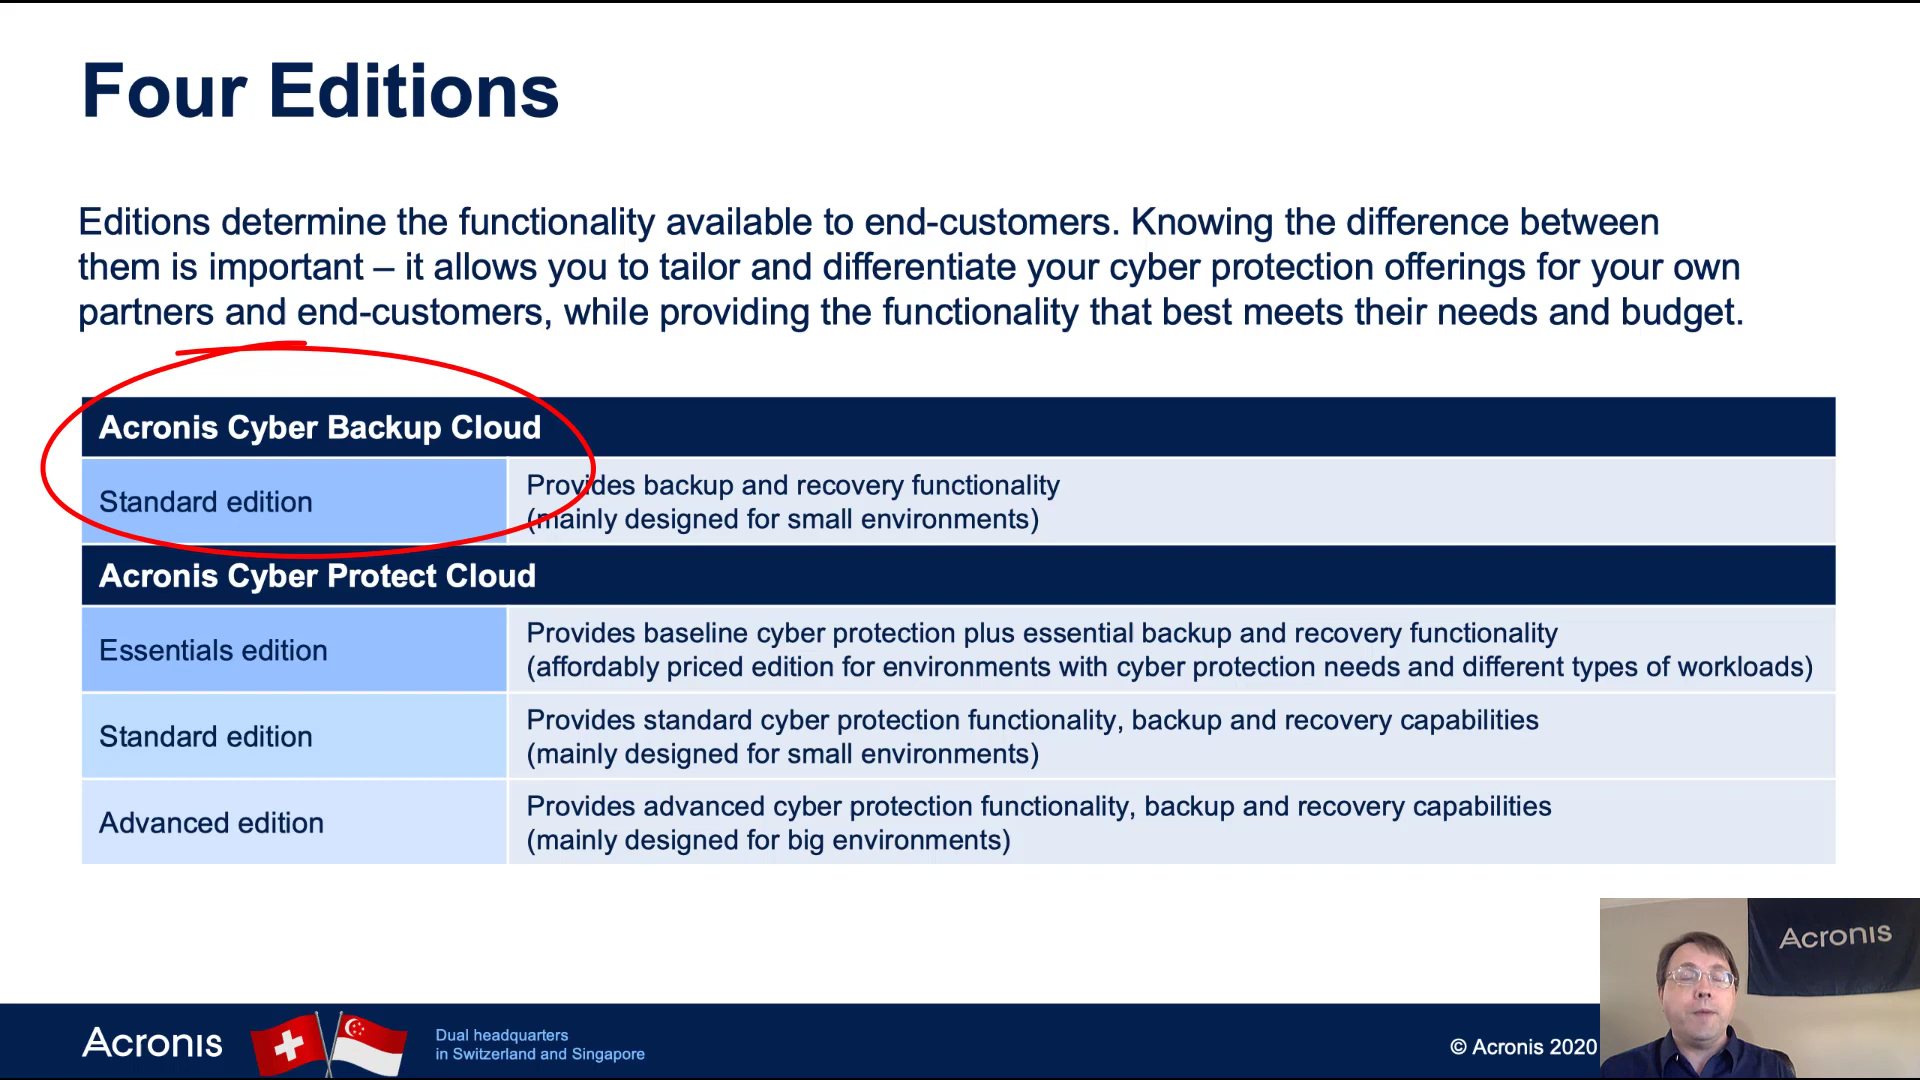 Four Editions
Editions determine the functionality available to end-customers. Knowing the difference between
them is important – it allows you to tailor and differentiate your cyber protection offerings for your own
partners and end-customers, while providing the functionality that best meets their needs and budget.
Acronis Cyber Backup Cloud
Standard edition
Provides backup and recovery functionality
(mainly designed for small environments)
Acronis Cyber Protect Cloud
Essentials edition
Provides baseline cyber protection plus essential backup and recovery functionality
(affordably priced edition for environments with cyber protection needs and different types of workloads)
Standard edition
Provides standard cyber protection functionality, backup and recovery capabilities
(mainly designed for small environments)
Advanced edition
Provides advanced cyber protection functionality, backup and recovery capabilities
(mainly designed for big environments)
Acronis
Acronis
Dual headquarters
in Switzerland and Singapore
© Acronis 2020